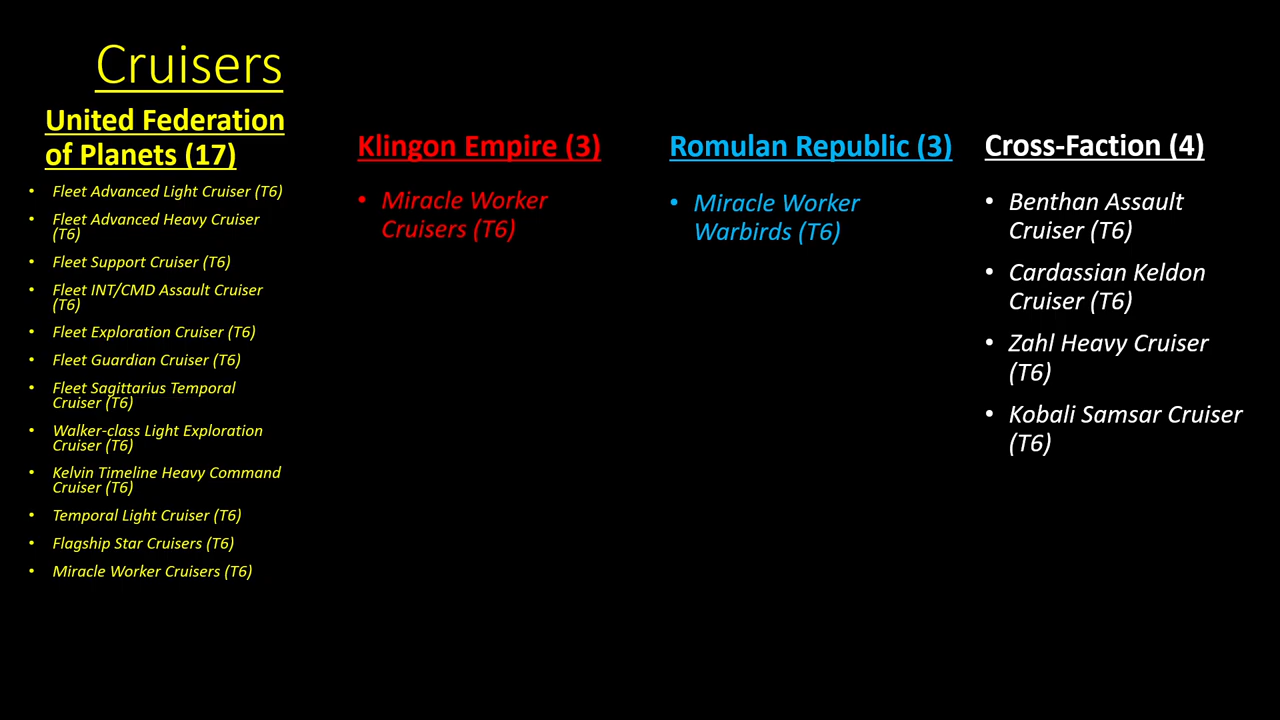 Cruisers
United Federation
of Planets (17)
• Fleet Advanced Light Cruiser (T6)
• Fleet Advanced Heavy Cruiser
(T6)
• Fleet Support Cruiser (T6)
• Fleet INT/CMD Assault Cruiser
(T6)
• Fleet Exploration Cruiser (T6)
• Fleet Guardian Cruiser (T6)
• Fleet Sagittarius Temporal
Cruiser (T6)
• Walker-class Light Exploration
Cruiser (T6)
• Kelvin Timeline Heavy Command
Cruiser (T6)
• Temporal Light Cruiser (T6)
• Flagship Star Cruisers (T6)
• Miracle Worker Cruisers (T6)
Klingon Empire (3)
• Miracle Worker
Cruisers (T6)
Romulan Republic (3)
• Miracle Worker
Warbirds (T6)
Cross-Faction (4)
• Benthan Assault
Cruiser (T6)
• Cardassian Keldon
Cruiser (T6)
• Zahl Heavy Cruiser
(T6)
• Kobali Samsar Cruiser
(T6)